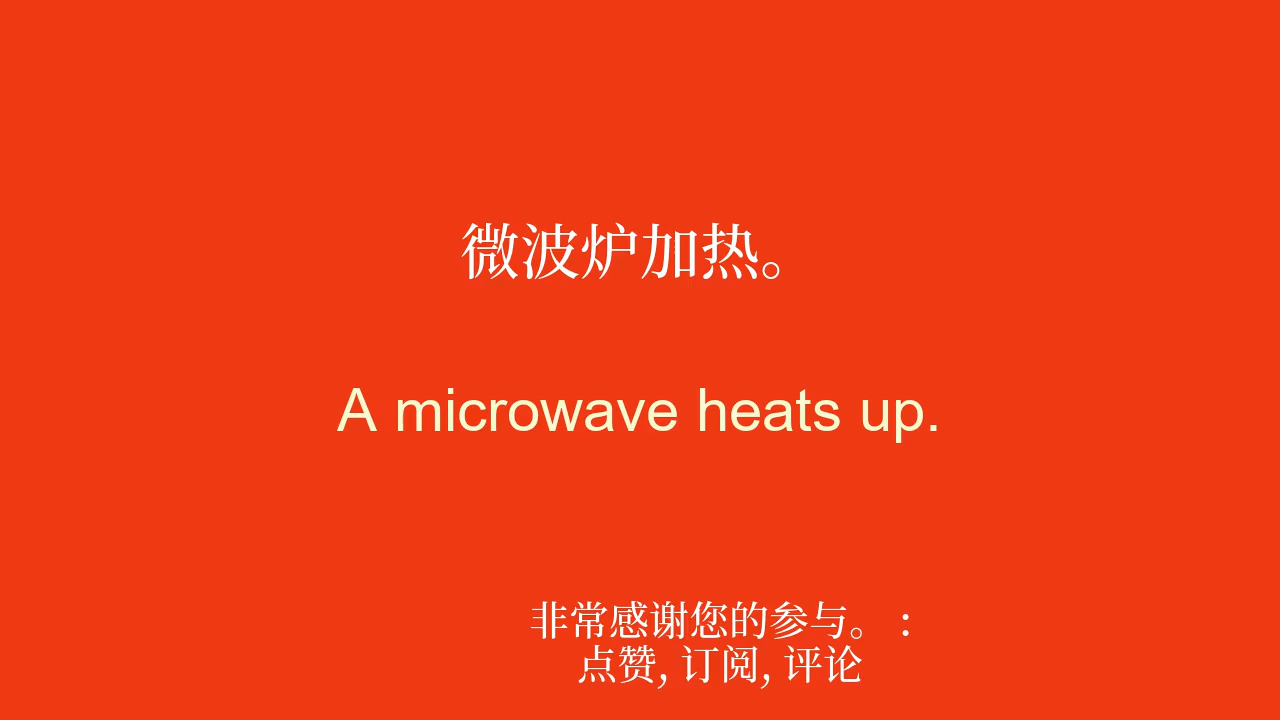 微波炉加热。
A microwave heats up.
非常感谢您的参与。 :
点赞, 订阅, 评论